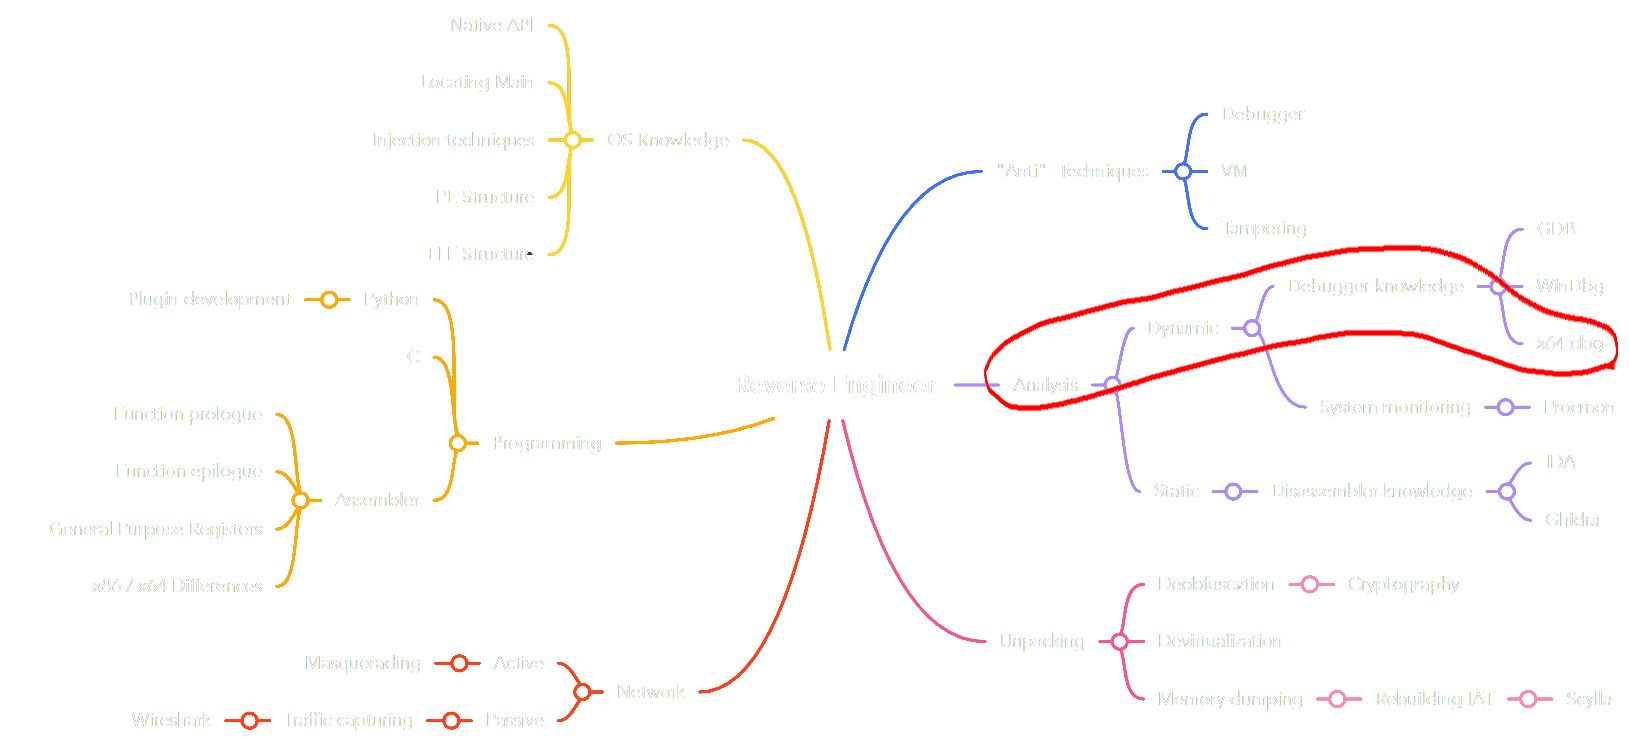 Native API
Locating Main
Injection techniques
OS Knowledge
PE Structure
ELF Structure
Plugin development
Python
C
Function prologue
Function epilogue
Programming
Assembler
General Purpose Registers
x86 / x64 Differences
Masquerading
Active
Network
Wireshark
Traffic capturing
Passive
Reverse Engineer
"Anti" - Techniques
Debugger
VM
Tampering
Analysis
Dynamic
Debugger knowledge
GDB
WinDbg
x64 dbg
System monitoring
Procmon
Static
Disassembler knowledge
IDA
Ghidra
Unpacking
Deobfuscation
Cryptography
Devirtualization
Memory dumping
Rebuilding IAT
Scylla